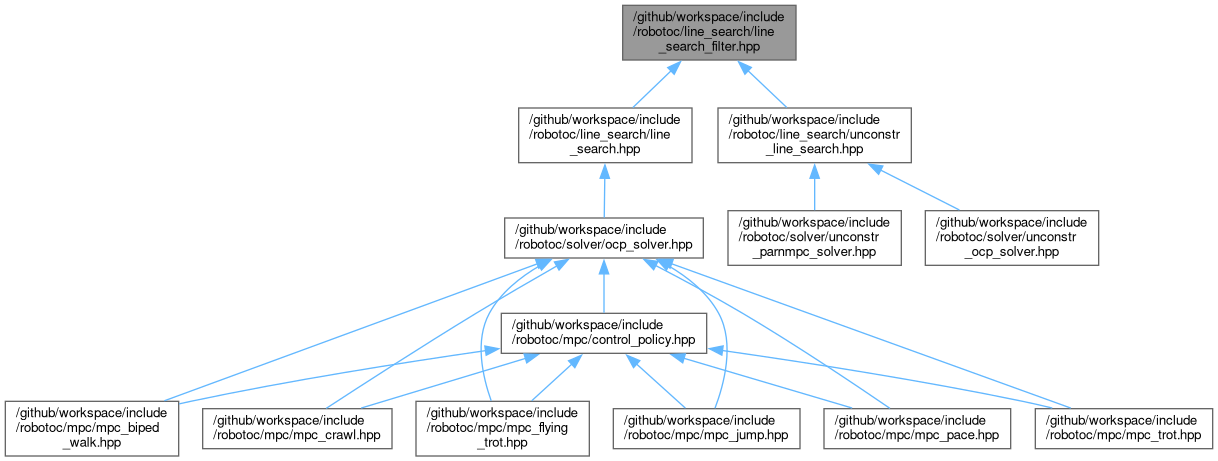 /github/workspace/include
/robotoc/line_search/line
_search_filter.hpp
/github/workspace/include
/robotoc/line_search/line
_search.hpp
/github/workspace/include
/robotoc/line_search/unconstr
_line_search.hpp
/github/workspace/include
/robotoc/solver/ocp_solver.hpp
/github/workspace/include
/robotoc/solver/unconstr
_parnmpc_solver.hpp
/github/workspace/include
/robotoc/solver/unconstr
_ocp_solver.hpp
/github/workspace/include
/robotoc/mpc/control_policy.hpp
/github/workspace/include
/robotoc/mpc/mpc_biped
_walk.hpp
/github/workspace/include
/robotoc/mpc/mpc_crawl.hpp
/github/workspace/include
/robotoc/mpc/mpc_flying
_trot.hpp
/github/workspace/include
/robotoc/mpc/mpc_jump.hpp
/github/workspace/include
/robotoc/mpc/mpc_pace.hpp
/github/workspace/include
/robotoc/mpc/mpc_trot.hpp